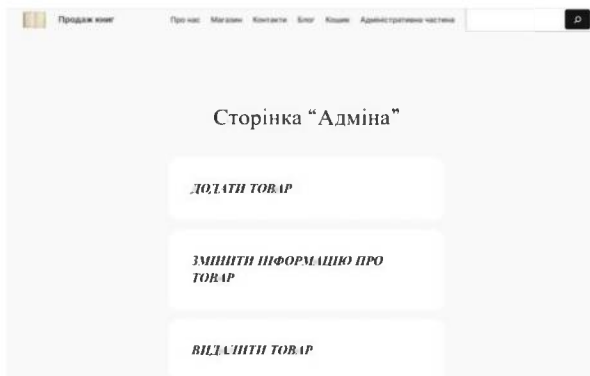 Продаж книг
Про нас Магазин Контакти Блог Кошик Адміністративна частина
Сторінка “Адміна”
ДОДАТИ ТОВАР
ЗМІНИТИ ІНФОРМАЦІЮ ПРО
ТОВАР
ВИДАЛИТИ ТОВАР